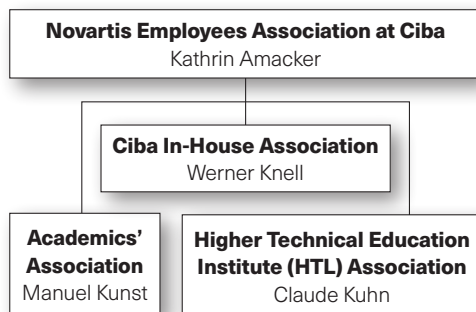 Novartis Employees Association at Ciba
Kathrin Amacker
Ciba In-House Association
Werner Knell
Academics’
Association
Manuel Kunst
Higher Technical Education
Institute (HTL) Association
Claude Kuhn